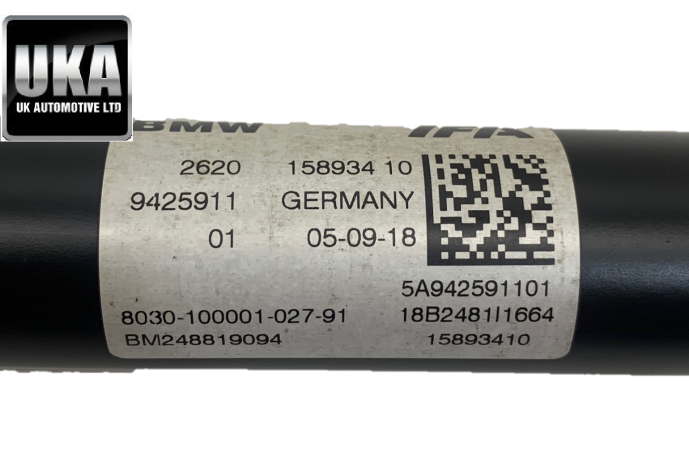 UKA
UK AUTOMOTIVE LTD
BMW IFIX
2620 158934 10
9425911 GERMANY
01 05-09-18
5A942591101
8030-100001-027-91 18B2481I1664
BM248819094 15893410